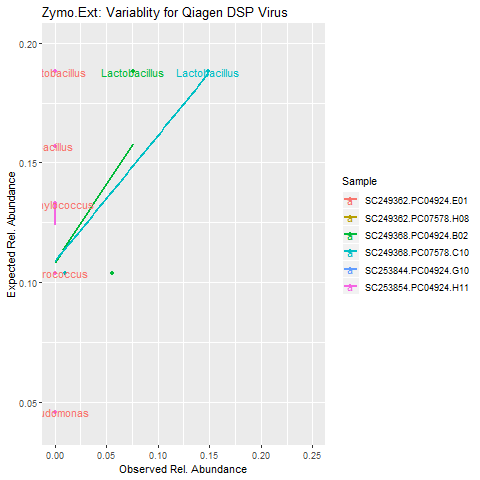 Zymo.Ext: Variablity for Qiagen DSP Virus
0.20
0.15
0.10
0.05
Expected Rel. Abundance
tobacillus
Lactobacillus
Lactobacillus
acillus
hylococcus
rococcus
udomonas
0.00
0.05
0.10
0.15
0.20
0.25
Observed Rel. Abundance
Sample
a SC249362.PC04924.E01
a SC249362.PC07578.H08
a SC249368.PC04924.B02
a SC249368.PC07578.C10
a SC253844.PC04924.G10
a SC253854.PC04924.H11